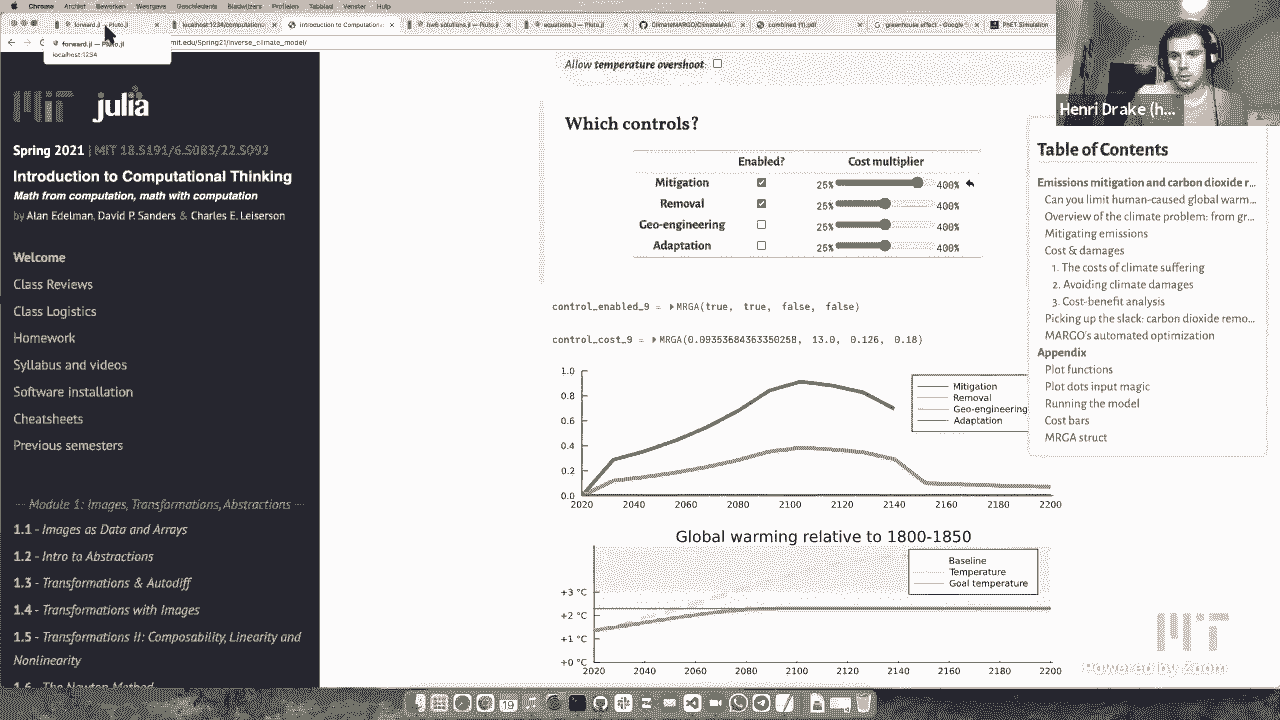 Chrome Archief Bewerken Weergave Geschiedenis Bladwijzers Profielen Tabblad Venster Help
forward.jl — Pluto.jl
localhost:1234/computational
Introduction to Computation
hw9 solutions.jl — Pluto.jl
equations.jl — Pluto.jl
ClimateMARGO/ClimateMA
combined (1).pdf
greenhouse effect - Google
MIT Simulation
forward.jl — Pluto.jl
localhost:1234
mit.edu/Spring21/inverse_climate_model/
Henri Drake (h...
MIT julia
Spring 2021 | MIT 18.S191/6.S083/22.S092
Introduction to Computational Thinking
Math from computation, math with computation
by Alan Edelman, David P. Sanders & Charles E. Leiserson
Welcome
Class Reviews
Class Logistics
Homework
Syllabus and videos
Software installation
Cheatsheets
Previous semesters
Module 1: Images, Transformations, Abstractions
1.1 - Images as Data and Arrays
1.2 - Intro to Abstractions
1.3 - Transformations & Autodiff
1.4 - Transformations with Images
1.5 - Transformations II: Composability, Linearity and
Nonlinearity
1.6 - The Newton Method
Allow temperature overshoot:
Which controls?
Enabled? Cost multiplier
Mitigation 25% 400%
Removal 25% 400%
Geo-engineering 25% 400%
Adaptation 25% 400%
control_enabled_9 = MRGA(true, true, false, false)
control_cost_9 = MRGA(0.09353684363350258, 13.0, 0.126, 0.18)
1.0
0.8
0.6
0.4
0.2
0.0
2020 2040 2060 2080 2100 2120 2140 2160 2180 2200
Mitigation
Removal
Geo-engineering
Adaptation
Global warming relative to 1800-1850
Baseline
Temperature
Goal temperature
+3 °C
+2 °C
+1 °C
+0 °C
2020 2040 2060 2080 2100 2120 2140 2160 2180 2200
Table of Contents
Emissions mitigation and carbon dioxide r...
Can you limit human-caused global warm...
Overview of the climate problem: from gr...
Mitigating emissions
Cost & damages
1. The costs of climate suffering
2. Avoiding climate damages
3. Cost-benefit analysis
Picking up the slack: carbon dioxide remo...
MARGO's automated optimization
Appendix
Plot functions
Plot dots input magic
Running the model
Cost bars
MRGA struct
MIT
Powered by Zoom
19